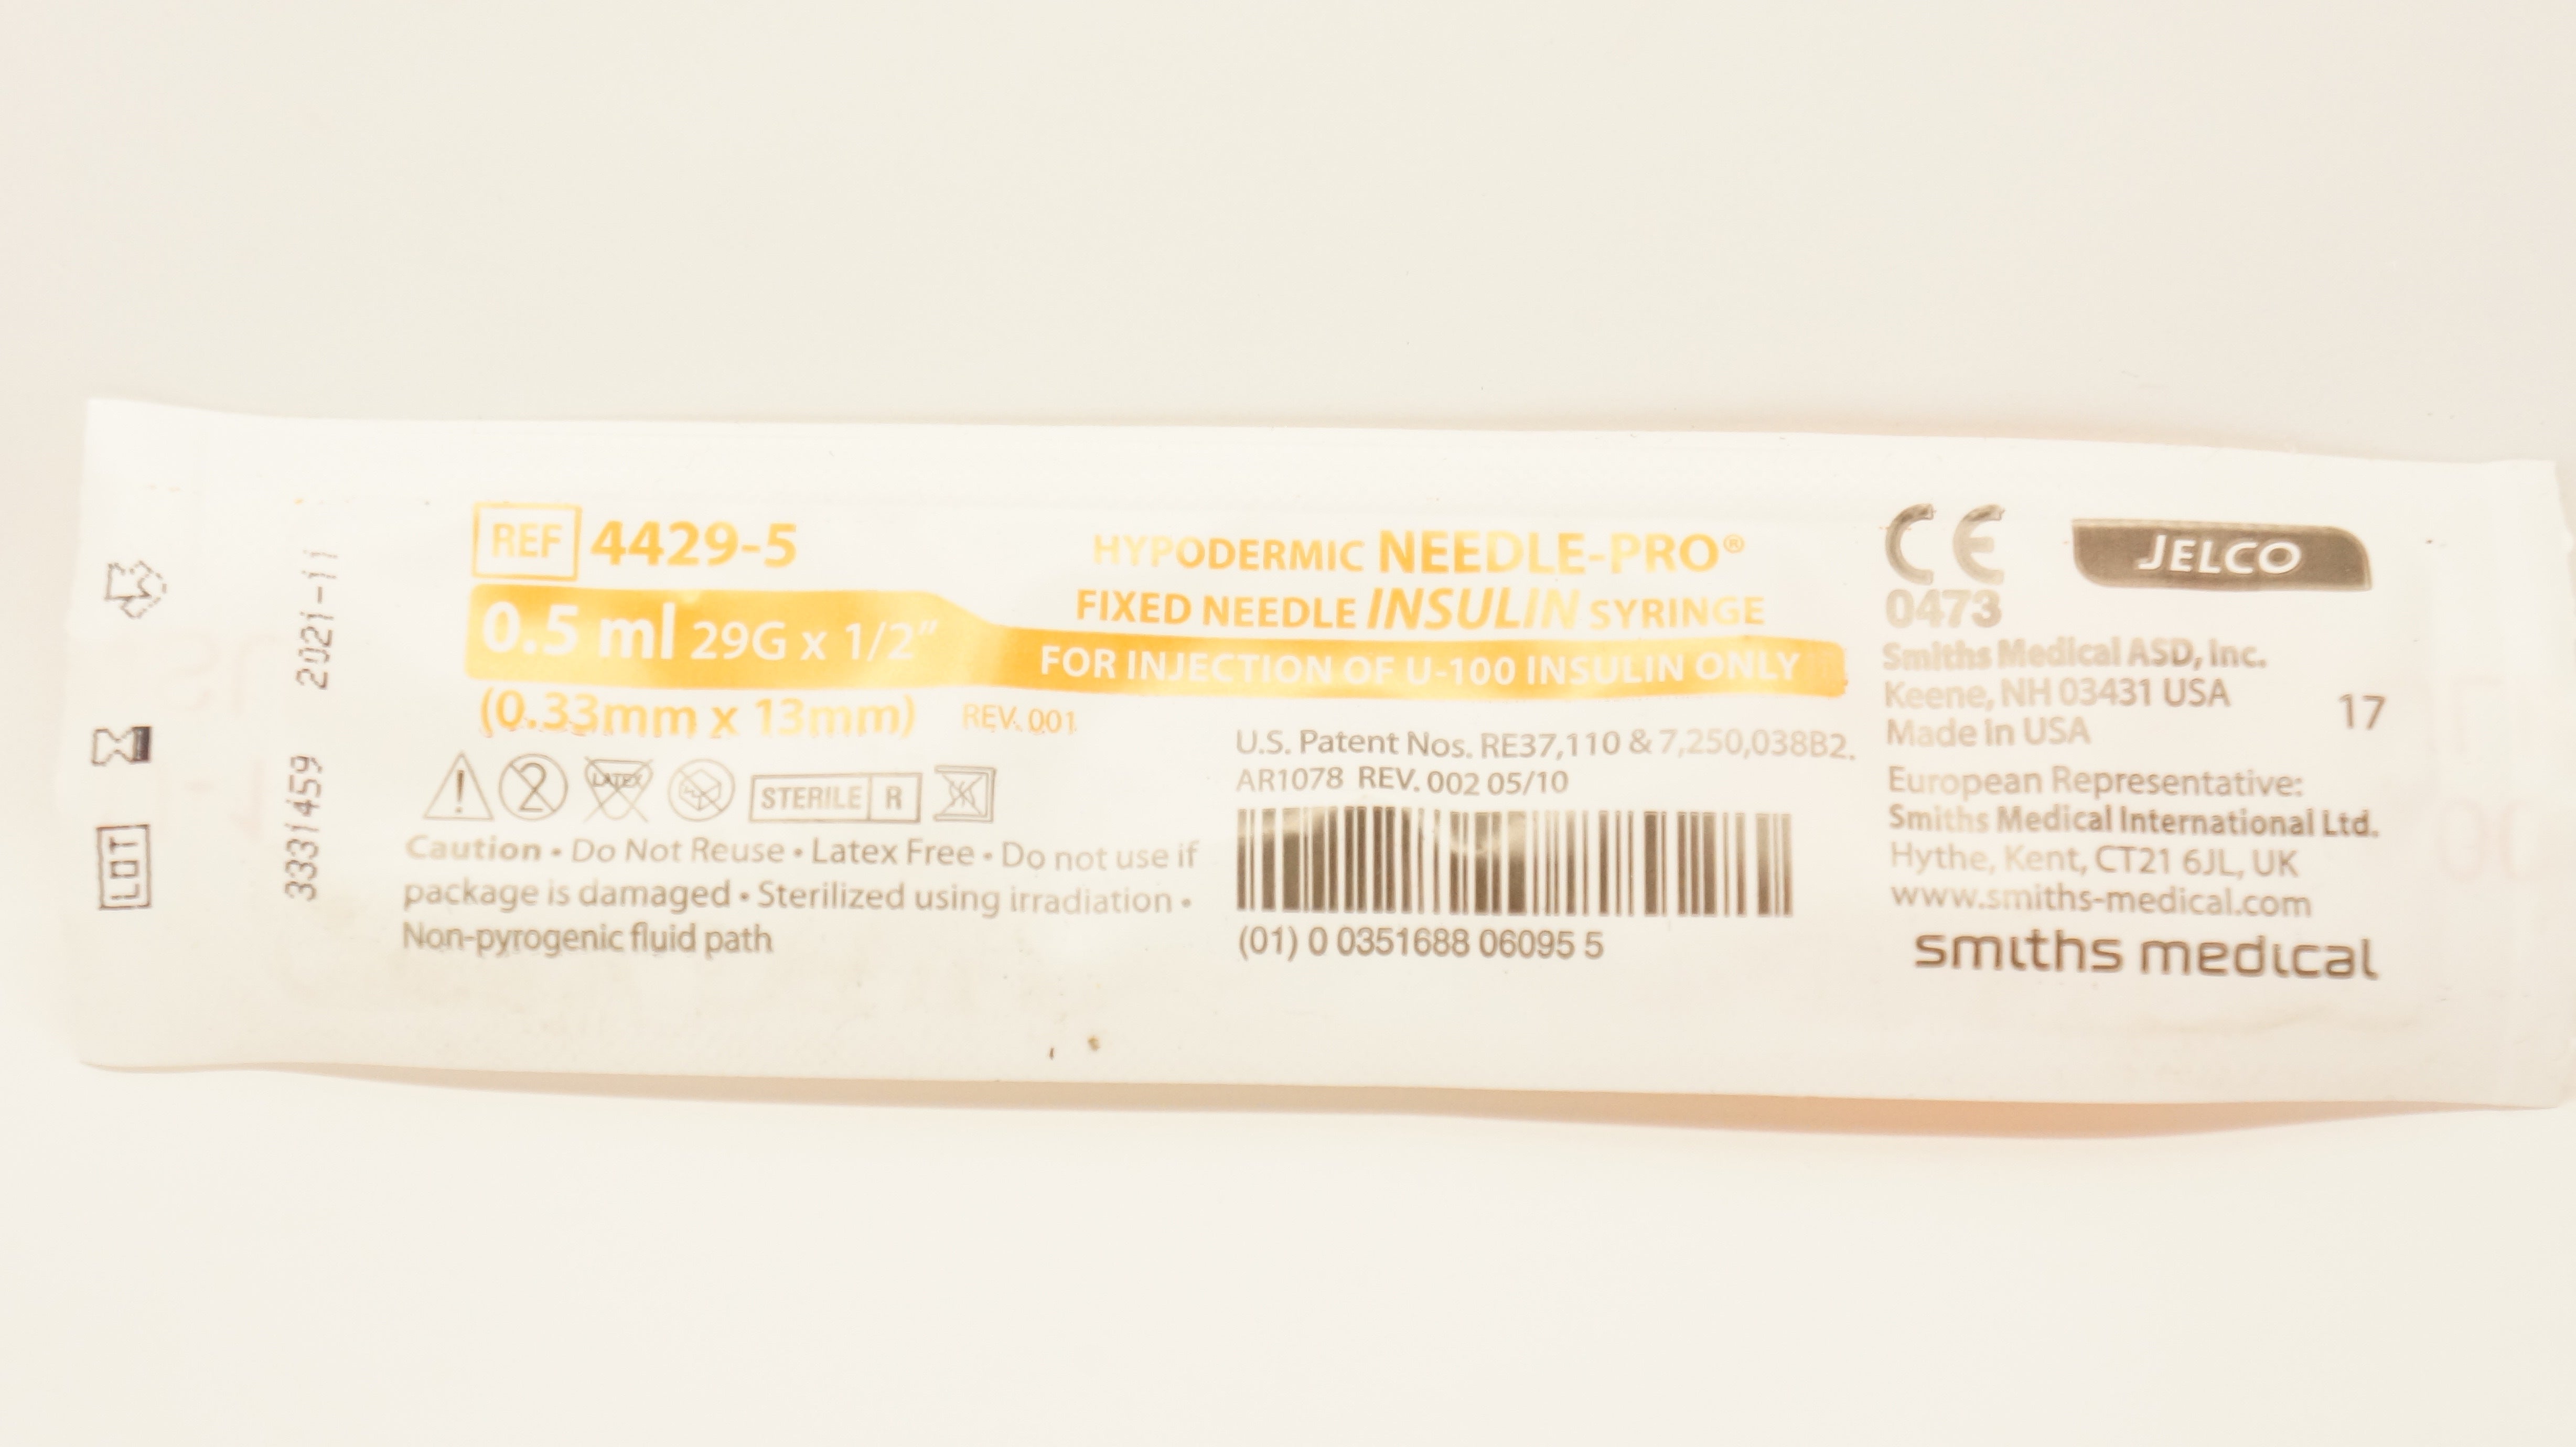 LOT
3331459 2021-11
REF 4429-5
0.5 ml 29G x 1/2"
(0.33mm x 13mm) REV. 001
LATEX
STERILE R
Caution • Do Not Reuse • Latex Free • Do not use if
package is damaged • Sterilized using irradiation •
Non-pyrogenic fluid path
HYPODERMIC NEEDLE-PRO®
FIXED NEEDLE INSULIN SYRINGE
FOR INJECTION OF U-100 INSULIN ONLY
U.S. Patent Nos. RE37,110 & 7,250,038B2.
AR1078 REV. 002 05/10
(01) 0 0351688 06095 5
CE
0473
JELCO
Smiths Medical ASD, Inc.
Keene, NH 03431 USA
Made in USA
17
European Representative:
Smiths Medical International Ltd.
Hythe, Kent, CT21 6JL, UK
www.smiths-medical.com
smiths medical